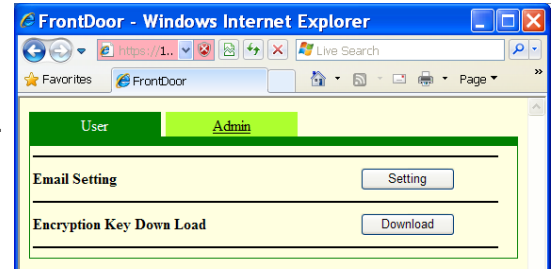 FrontDoor - Windows Internet Explorer
https://1..
Live Search
Favorites FrontDoor Page »
User Admin
Email Setting Setting
Encryption Key Down Load Download